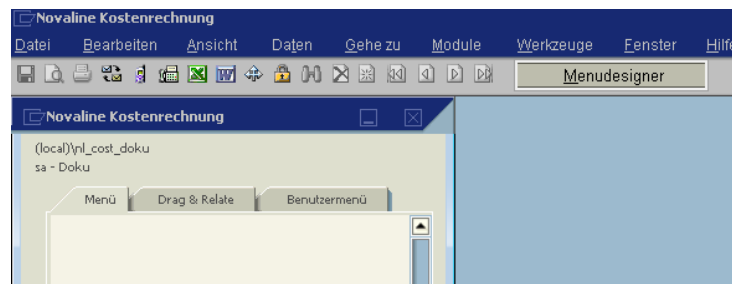 Novaline Kostenrechnung
Datei Bearbeiten Ansicht Daten Gehe zu Module Werkzeuge Fenster Hilfe
Menudesigner
Novaline Kostenrechnung
(local)\nl_cost_doku
sa - Doku
Menü Drag & Relate Benutzermenü